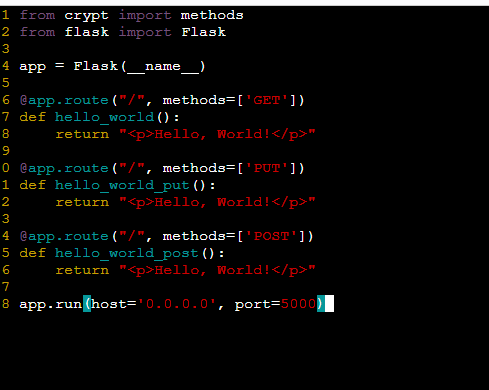 1 from crypt import methods
2 from flask import Flask
3
4 app = Flask(__name__)
5
6 @app.route("/", methods=['GET'])
7 def hello_world():
8     return "<p>Hello, World!</p>"
9
0 @app.route("/", methods=['PUT'])
1 def hello_world_put():
2     return "<p>Hello, World!</p>"
3
4 @app.route("/", methods=['POST'])
5 def hello_world_post():
6     return "<p>Hello, World!</p>"
7
8 app.run(host='0.0.0.0', port=5000)